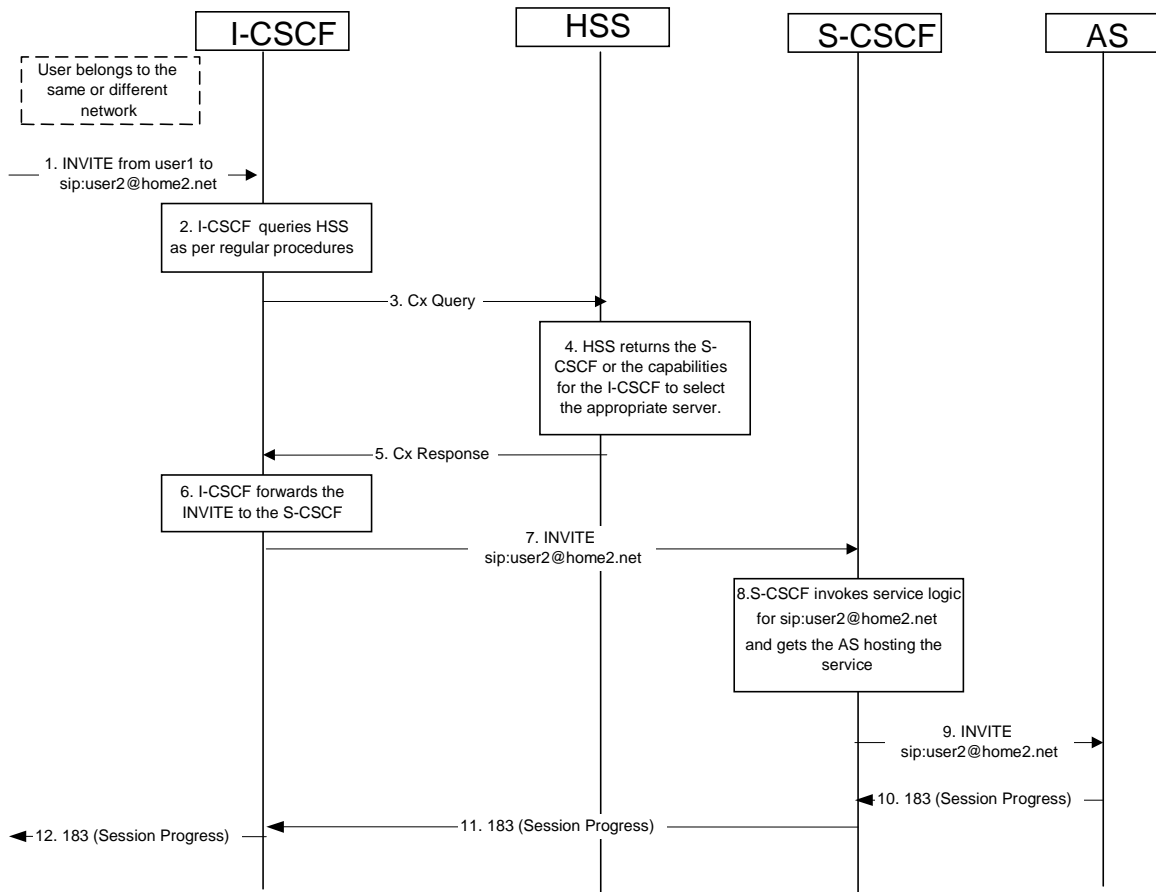 I-CSCF
HSS
S-CSCF
AS
User belongs to the
same or different
network
1. INVITE from user1 to
sip:user2@home2.net
2. I-CSCF queries HSS
as per regular procedures
3. Cx Query
4. HSS returns the S-
CSCF or the capabilities
for the I-CSCF to select
the appropriate server.
5. Cx Response
6. I-CSCF forwards the
INVITE to the S-CSCF
7. INVITE
sip:user2@home2.net
8.S-CSCF invokes service logic
for sip:user2@home2.net
and gets the AS hosting the
service
9. INVITE
sip:user2@home2.net
10. 183 (Session Progress)
11. 183 (Session Progress)
12. 183 (Session Progress)